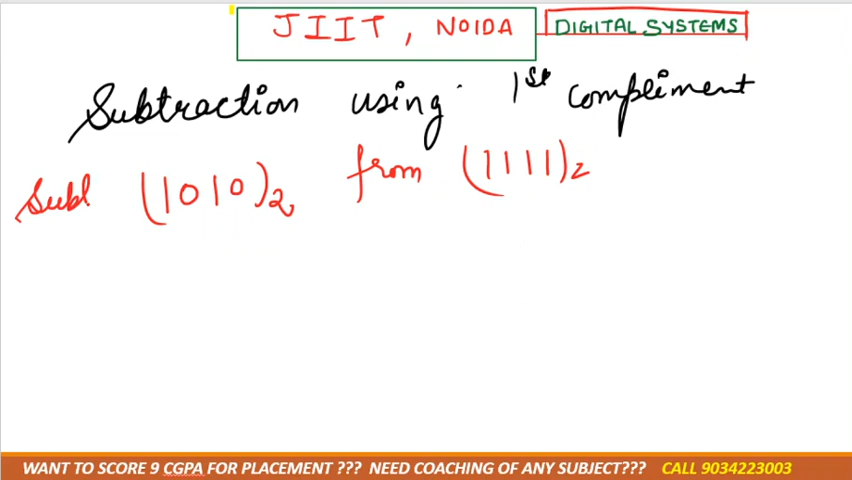 JIIT, NOIDA
DIGITAL SYSTEMS
Subtraction using 1st compliment
Sub (1010)2 from (1111)2
WANT TO SCORE 9 CGPA FOR PLACEMENT ??? NEED COACHING OF ANY SUBJECT??? CALL 9034223003